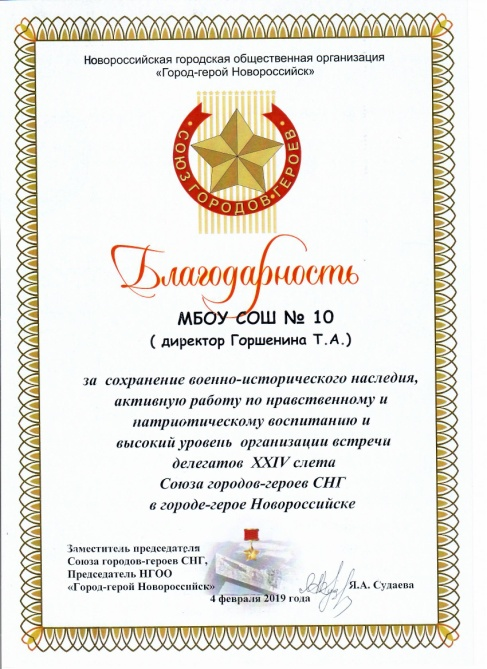 Новороссийская городская общественная организация
«Город-герой Новороссийск»
СОЮЗ ГОРОДОВ-ГЕРОЕВ
Благодарность
МБОУ СОШ № 10
( директор Горшенина Т.А.)
за сохранение военно-исторического наследия,
активную работу по нравственному и
патриотическому воспитанию и
высокий уровень организации встречи
делегатов XXIV слета
Союза городов-героев СНГ
в городе-герое Новороссийске
Заместитель председателя
Союза городов-героев СНГ,
Председатель НГОО
«Город-герой Новороссийск» Я.А. Судаева
4 февраля 2019 года